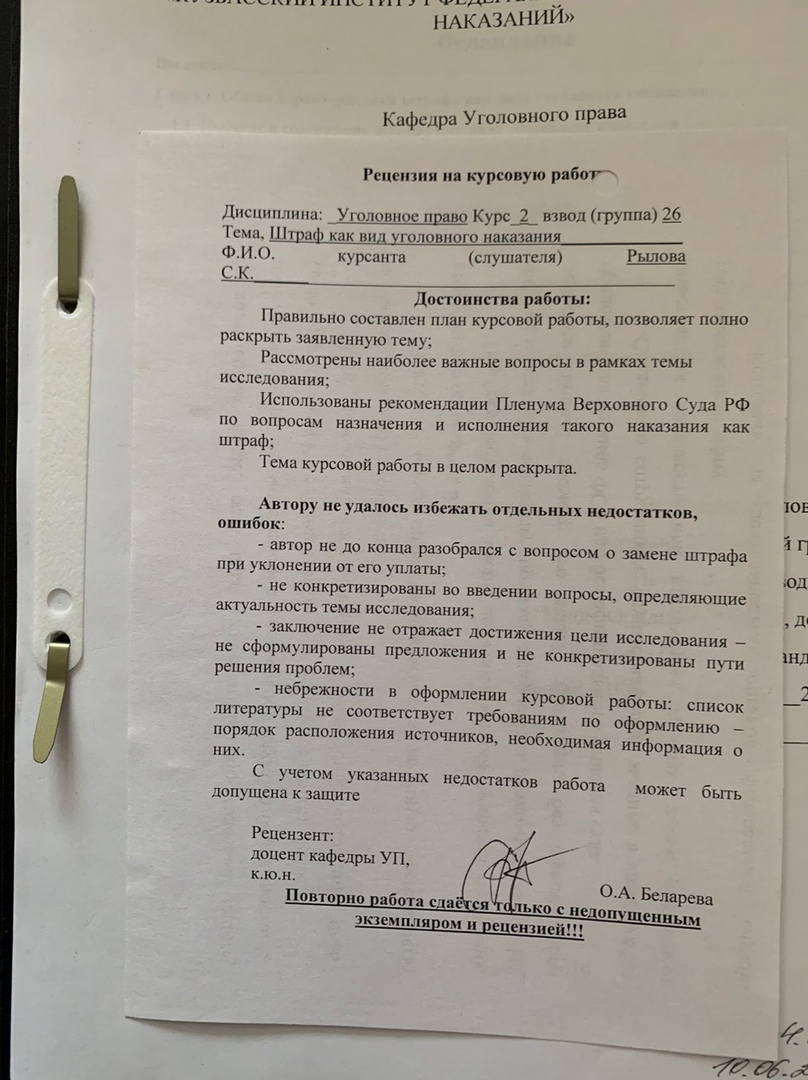 НАКАЗАНИЙ»
Кафедра Уголовного права
Рецензия на курсовую работ
Дисциплина: _Уголовное право Курс_2_ взвод (группа) 26
Тема, Штраф как вид уголовного наказания
Ф.И.О. курсанта (слушателя) Рылова
С.К.
Достоинства работы:
Правильно составлен план курсовой работы, позволяет полно
раскрыть заявленную тему;
Рассмотрены наиболее важные вопросы в рамках темы
исследования;
Использованы рекомендации Пленума Верховного Суда РФ
по вопросам назначения и исполнения такого наказания как
штраф;
Тема курсовой работы в целом раскрыта.
Автору не удалось избежать отдельных недостатков,
ошибок:
- автор не до конца разобрался с вопросом о замене штрафа
при уклонении от его уплаты;
- не конкретизированы во введении вопросы, определяющие
актуальность темы исследования;
- заключение не отражает достижения цели исследования –
не сформулированы предложения и не конкретизированы пути
решения проблем;
- небрежности в оформлении курсовой работы: список
литературы не соответствует требованиям по оформлению –
порядок расположения источников, необходимая информация о
них.
С учетом указанных недостатков работа может быть
допущена к защите
Рецензент:
доцент кафедры УП,
к.ю.н.
О.А. Беларева
Повторно работа сдаётся только с недопущенным
экземпляром и рецензией!!!
10.06.2